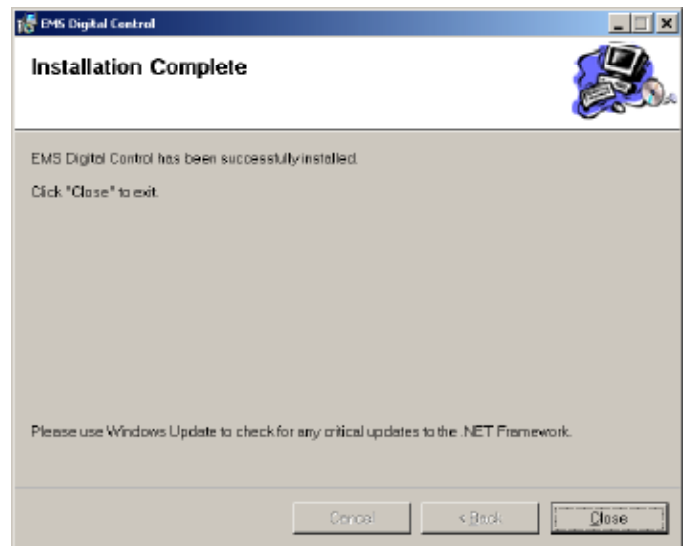 EMS Digital Control
Installation Complete
EMS Digital Control has been successfully installed.
Click "Close" to exit.
Please use Windows Update to check for any critical updates to the .NET Framework.
Cancel
< Back
Close